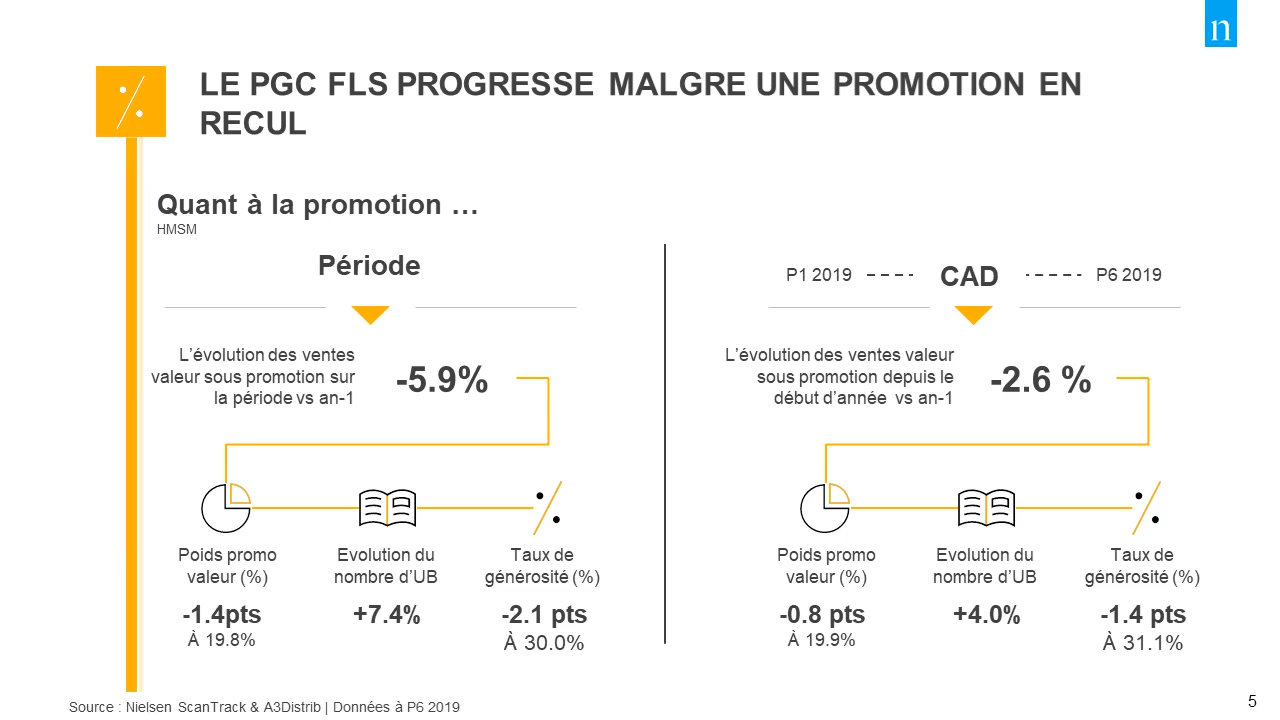 n
LE PGC FLS PROGRESSE MALGRE UNE PROMOTION EN
RECUL
Quant à la promotion …
HMSM
Période
L'évolution des ventes
valeur sous promotion sur
la période vs an-1
-5.9%
Poids promo
valeur (%)
-1.4pts
À 19.8%
Evolution du
nombre d'UB
+7.4%
Taux de
générosité (%)
-2.1 pts
À 30.0%
P1 2019
CAD
P6 2019
L'évolution des ventes valeur
sous promotion depuis le
début d'année vs an-1
-2.6 %
Poids promo
valeur (%)
-0.8 pts
À 19.9%
Evolution du
nombre d'UB
+4.0%
Taux de
générosité (%)
-1.4 pts
À 31.1%
Source : Nielsen ScanTrack & A3Distrib | Données à P6 2019
5